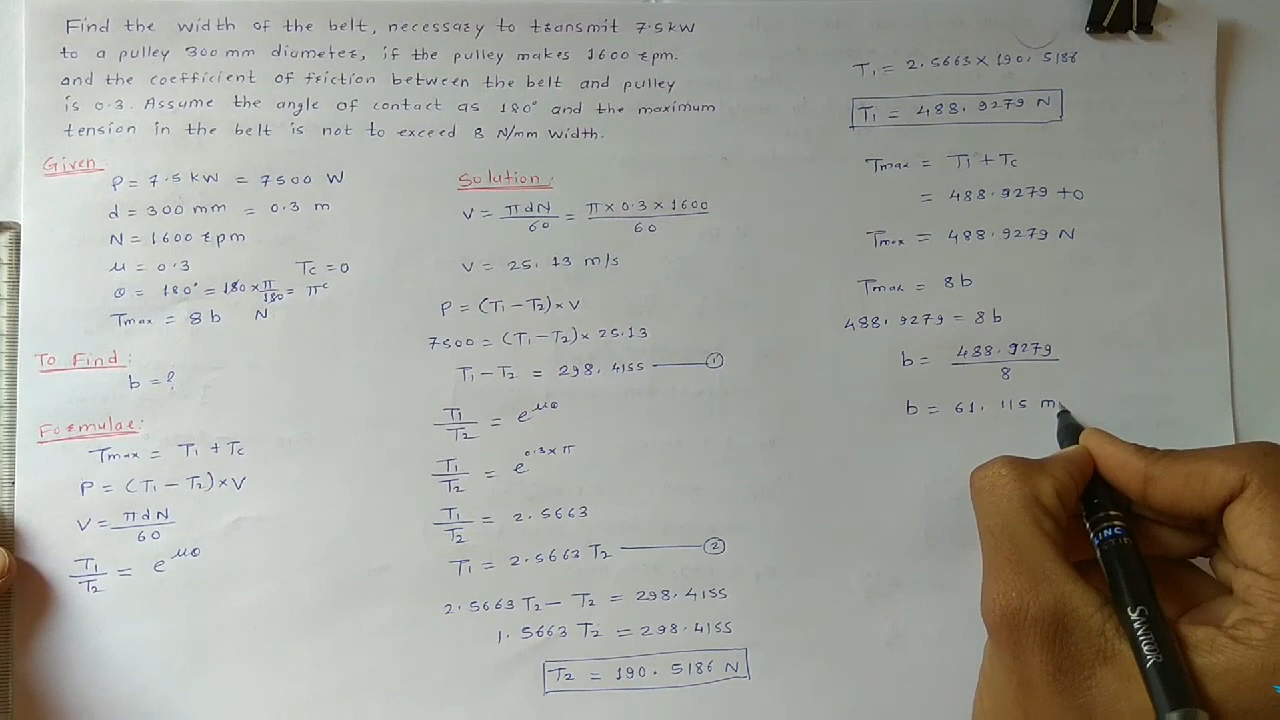 Find the width of the belt, necessary to transmit 7.5 kW
to a pulley 300 mm diameter, if the pulley makes 1600 rpm.
and the coefficient of friction between the belt and pulley
is 0.3. Assume the angle of contact as 180° and the maximum
tension in the belt is not to exceed 8 N/mm width.
Given:
P = 7.5 kW = 7500 W
d = 300 mm = 0.3 m
N = 1600 rpm
μ = 0.3 Tc = 0
θ = 180° = 180 × π/180 = π^c
Tmax = 8b N
To Find:
b = ?
Formulae:
Tmax = T1 + Tc
P = (T1 - T2) × V
V = πdN/60
T1/T2 = e^μθ
Solution:
V = πdN/60 = π × 0.3 × 1600/60
V = 25.13 m/s
P = (T1 - T2) × V
7500 = (T1 - T2) × 25.13
T1 - T2 = 298.4155 ①
T1/T2 = e^μθ
T1/T2 = e^0.3×π
T1/T2 = 2.5663
T1 = 2.5663 T2 ②
2.5663 T2 - T2 = 298.4155
1.5663 T2 = 298.4155
T2 = 190.5186 N
T1 = 2.5663 × 190.5186
T1 = 488.9279 N
Tmax = T1 + Tc
= 488.9279 + 0
Tmax = 488.9279 N
Tmax = 8b
488.9279 = 8b
b = 488.9279/8
b = 61.115 m
SANTOOR